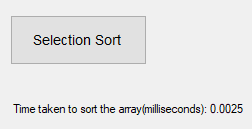 Selection Sort
Time taken to sort the array(milliseconds): 0.0025